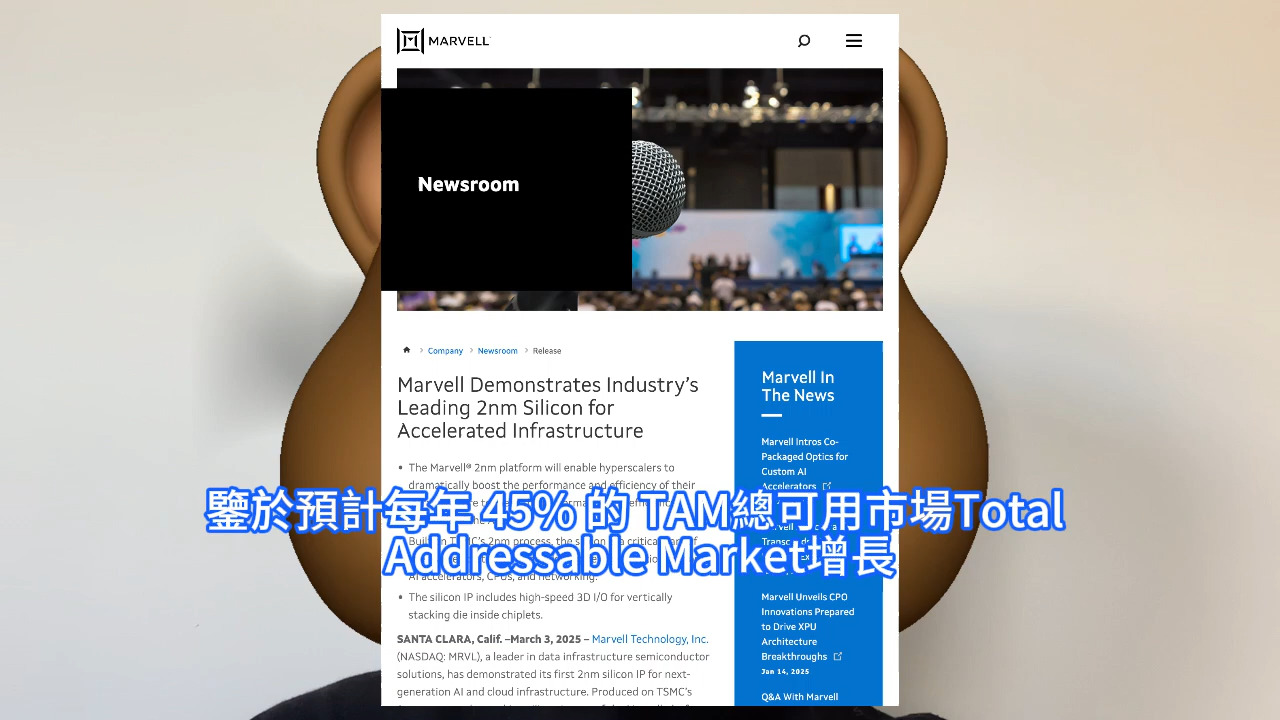 MARVELL
Newsroom
Company
Newsroom
Release
Marvell Demonstrates Industry's
Leading 2nm Silicon for
Accelerated Infrastructure
• The Marvell® 2nm platform will enable hyperscalers to
dramatically boost the performance and efficiency of their
鑒於預計每年 45% 的 TAM總可用市場Total
Addressable Market增長
Built on TSMC's 2nm process, the silicon
AI accelerators, CPUs, and networking.
• The silicon IP includes high-speed 3D I/O for vertically
stacking die inside chiplets.
SANTA CLARA, Calif. –March 3, 2025 – Marvell Technology, Inc.
(NASDAQ: MRVL), a leader in data infrastructure semiconductor
solutions, has demonstrated its first 2nm silicon IP for next-
generation AI and cloud infrastructure. Produced on TSMC's
Marvell In
The News
Marvell Intros Co-
Packaged Optics for
Custom AI
Accelerators
Marvell Unveils CPO
Innovations Prepared
to Drive XPU
Architecture
Breakthroughs
Jan 14, 2025
Q&A With Marvell